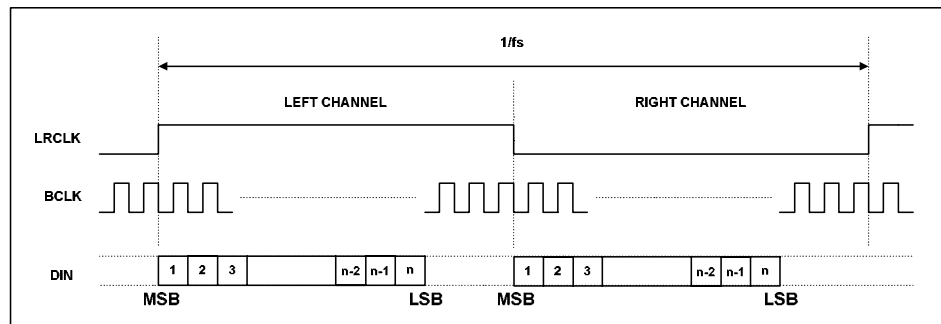 1/fs
LEFT CHANNEL RIGHT CHANNEL
LRCLK
BCLK
DIN 1 2 3 n-2 n-1 n 1 2 3 n-2 n-1 n
MSB LSB MSB LSB